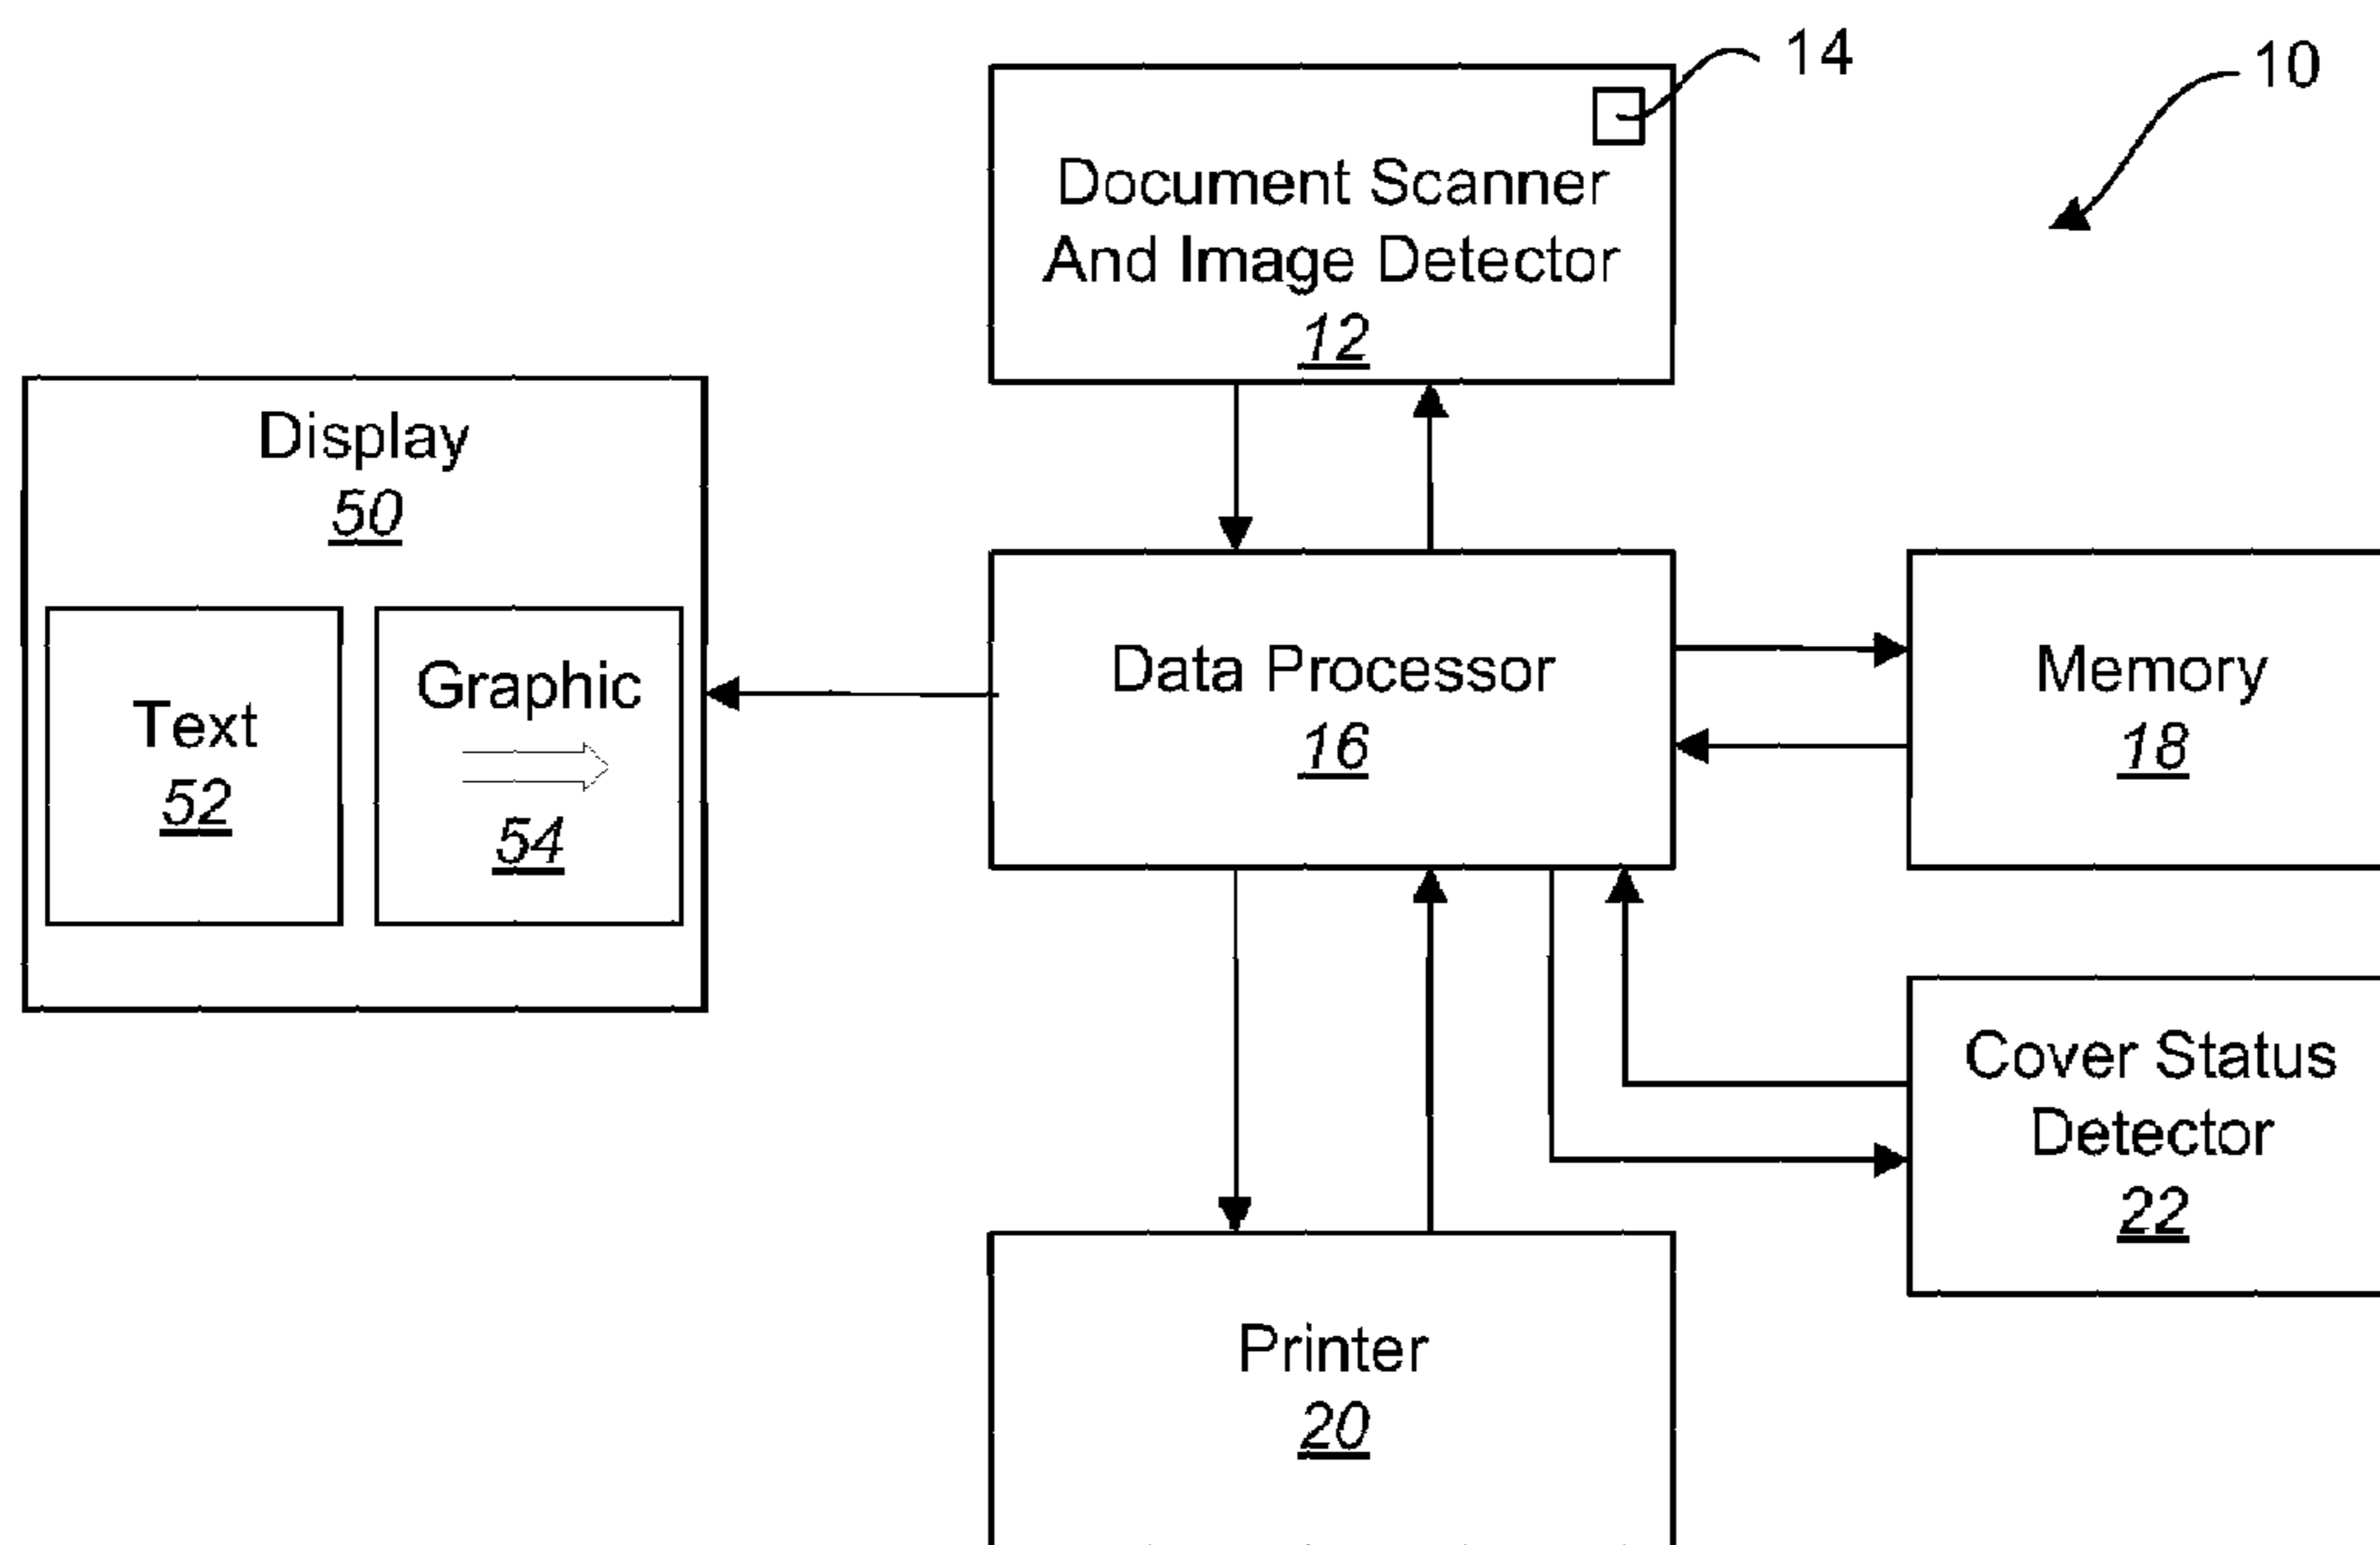 14
10
Document Scanner
And Image Detector
12
Display
50
Text
52
Graphic
54
Data Processor
16
Memory
18
Cover Status
Detector
22
Printer
20